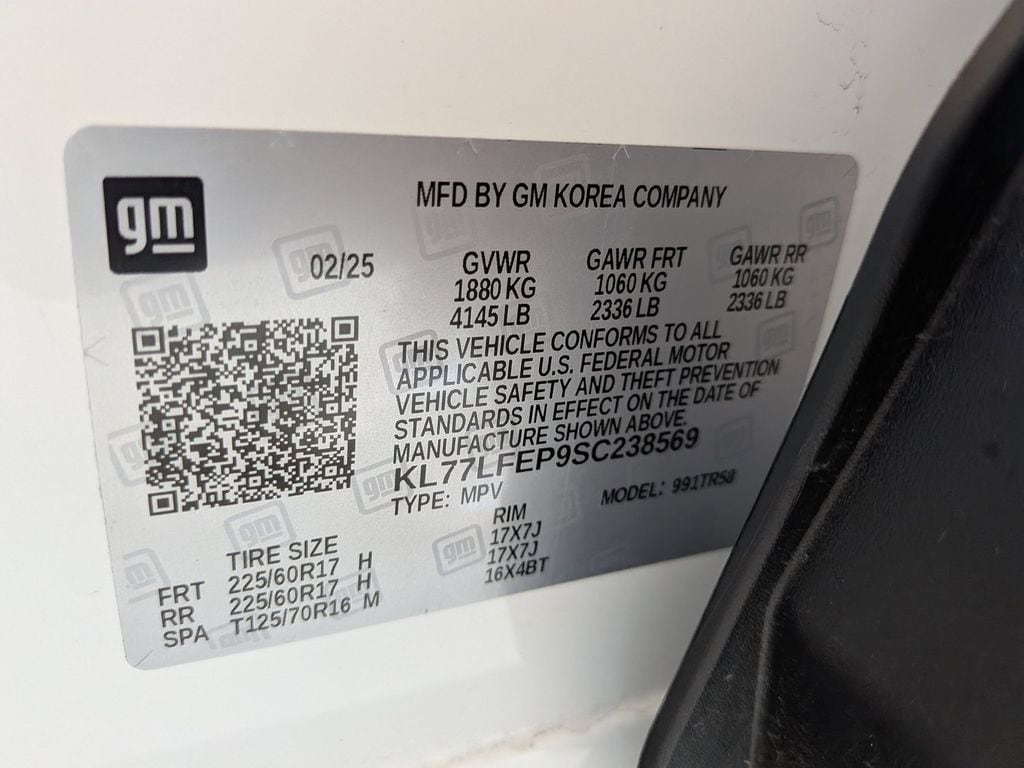 gm
MFD BY GM KOREA COMPANY
02/25
GVWR GAWR FRT GAWR RR
1880 KG 1060 KG 1060 KG
4145 LB 2336 LB 2336 LB
THIS VEHICLE CONFORMS TO ALL
APPLICABLE U.S. FEDERAL MOTOR
VEHICLE SAFETY AND THEFT PREVENTION
STANDARDS IN EFFECT ON THE DATE OF
MANUFACTURE SHOWN ABOVE.
KL77LFEP9SC238569
TYPE: MPV MODEL: 991TR58
TIRE SIZE RIM
FRT 225/60R17 H 17X7J
RR 225/60R17 H 17X7J
SPA T125/70R16 M 16X4BT